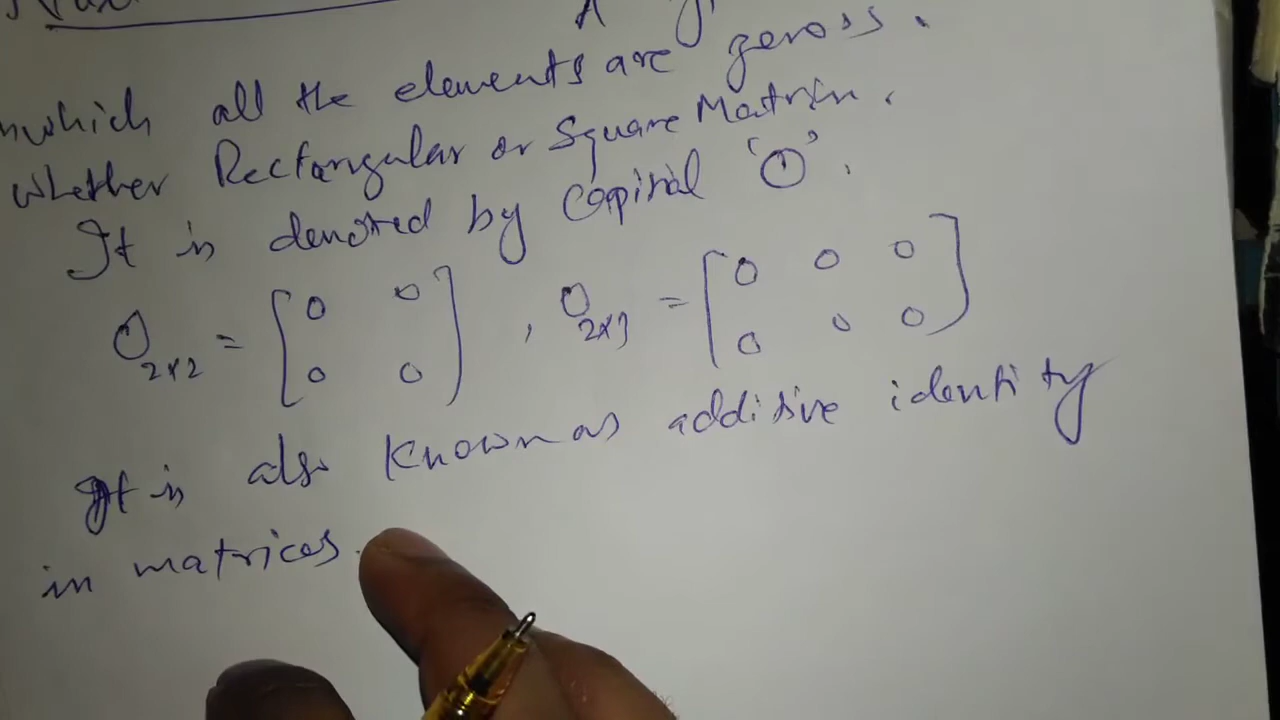 A
which all the elements are zeross.
whether Rectangular or Square Matrix.
It is denoted by Capital 'O'.
O2×2 = [0 0 0 0], O2×3 = [0 0 0 0 0 0]
It is also known as additive identity
in matrices.